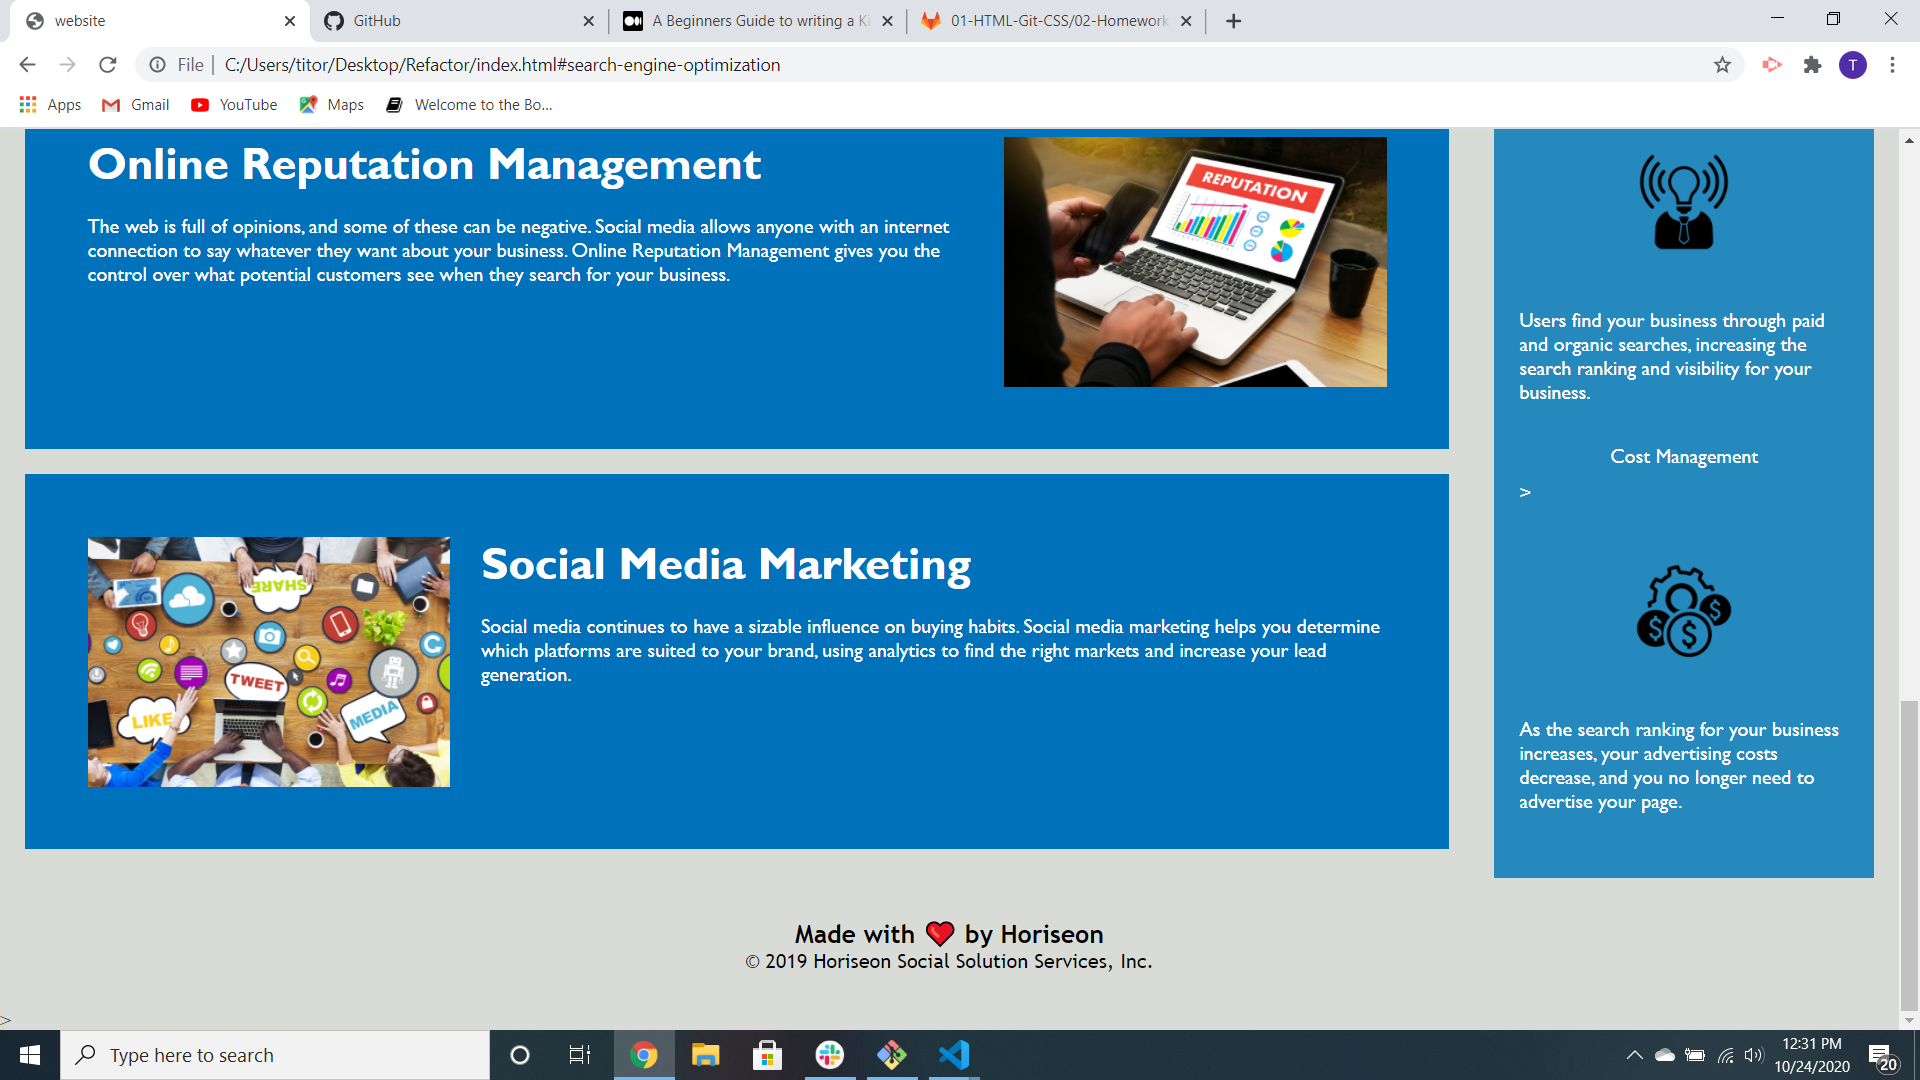 website
GitHub
A Beginners Guide to writing a Ki
01-HTML-Git-CSS/02-Homework
File
C:/Users/titor/Desktop/Refactor/index.html#search-engine-optimization
T
Apps
Gmail
YouTube
Maps
Welcome to the Bo...
Online Reputation Management
The web is full of opinions, and some of these can be negative. Social media allows anyone with an internet
connection to say whatever they want about your business. Online Reputation Management gives you the
control over what potential customers see when they search for your business.
REPUTATION
Social Media Marketing
Social media continues to have a sizable influence on buying habits. Social media marketing helps you determine
which platforms are suited to your brand, using analytics to find the right markets and increase your lead
generation.
SHARE
TWEET
LIKE
MEDIA
Users find your business through paid
and organic searches, increasing the
search ranking and visibility for your
business.
Cost Management
>
$ $ $
As the search ranking for your business
increases, your advertising costs
decrease, and you no longer need to
advertise your page.
Made with ❤ by Horiseon
© 2019 Horiseon Social Solution Services, Inc.
>
Type here to search
12:31 PM
10/24/2020
20